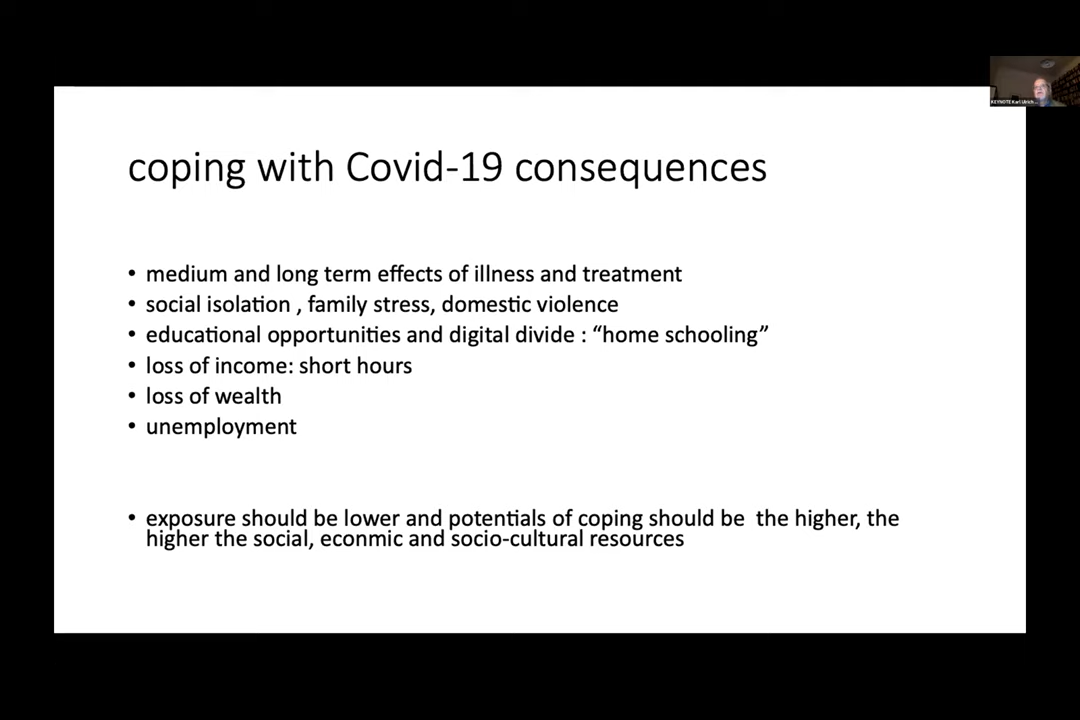 KEYNOTE Karl Ulrich ...
coping with Covid-19 consequences
• medium and long term effects of illness and treatment
• social isolation , family stress, domestic violence
• educational opportunities and digital divide : “home schooling”
• loss of income: short hours
• loss of wealth
• unemployment
• exposure should be lower and potentials of coping should be  the higher, the
higher the social, econmic and socio-cultural resources